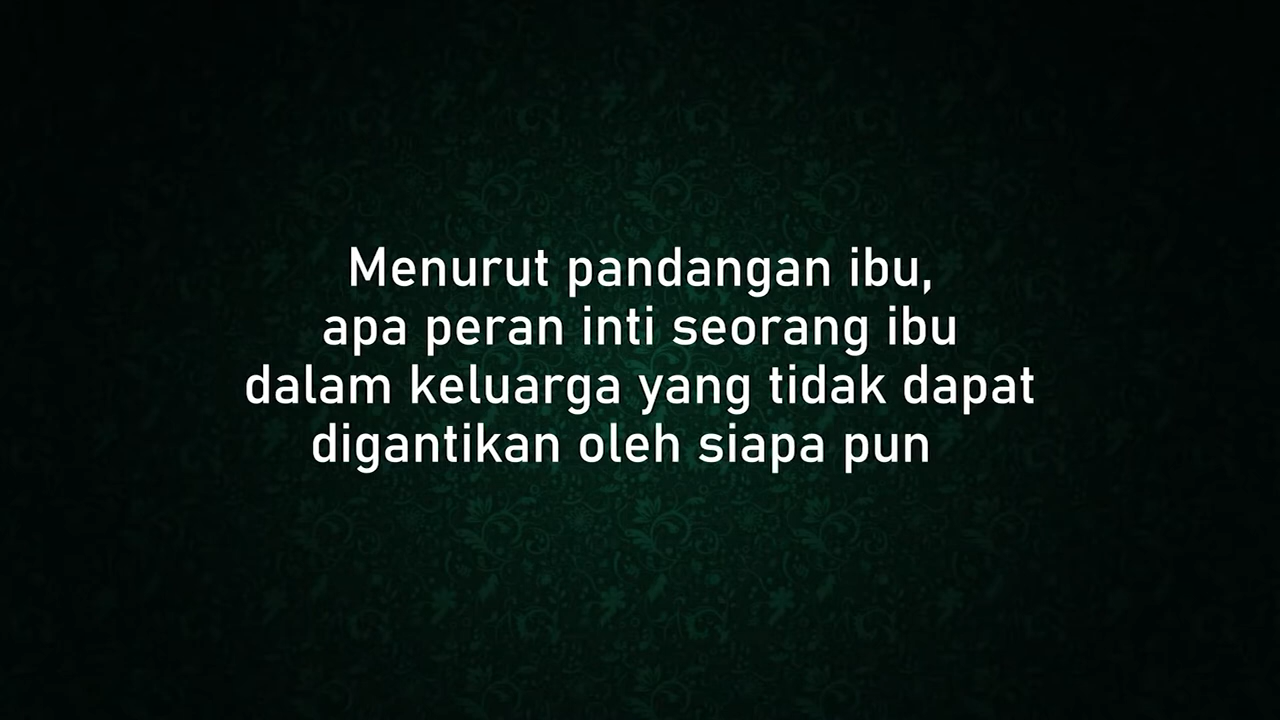 Menurut pandangan ibu,
apa peran inti seorang ibu
dalam keluarga yang tidak dapat
digantikan oleh siapa pun